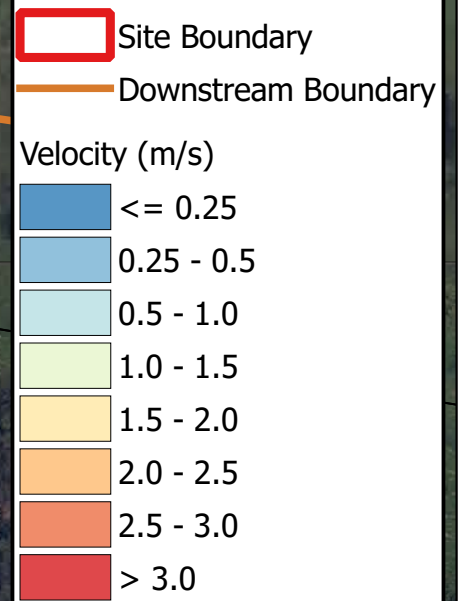 Site Boundary
Downstream Boundary
Velocity (m/s)
<= 0.25
0.25 - 0.5
0.5 - 1.0
1.0 - 1.5
1.5 - 2.0
2.0 - 2.5
2.5 - 3.0
> 3.0